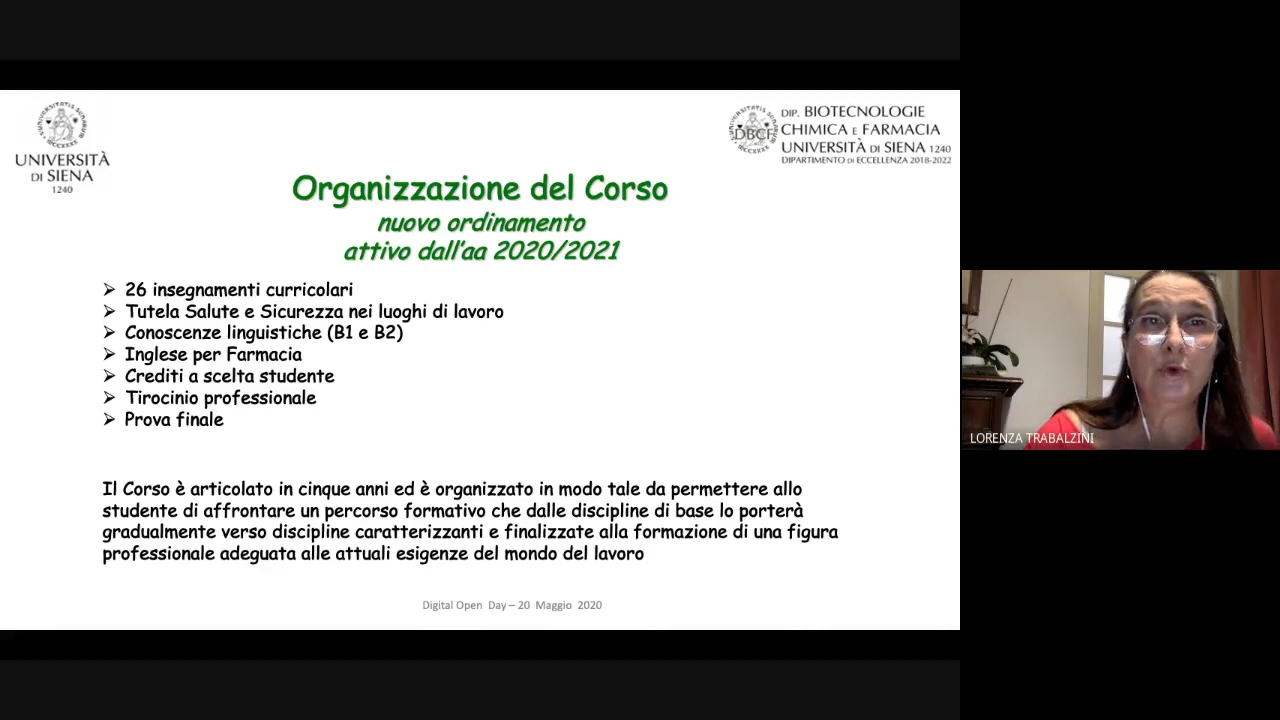 UNIVERSITÀ
DI SIENA
1240
DBCF
DIP. BIOTECNOLOGIE
CHIMICA E FARMACIA
UNIVERSITÀ DI SIENA 1240
DIPARTIMENTO DI ECCELLENZA 2018-2022
Organizzazione del Corso
nuovo ordinamento
attivo dall'aa 2020/2021
➢ 26 insegnamenti curricolari
➢ Tutela Salute e Sicurezza nei luoghi di lavoro
➢ Conoscenze linguistiche (B1 e B2)
➢ Inglese per Farmacia
➢ Crediti a scelta studente
➢ Tirocinio professionale
➢ Prova finale
Il Corso è articolato in cinque anni ed è organizzato in modo tale da permettere allo
studente di affrontare un percorso formativo che dalle discipline di base lo porterà
gradualmente verso discipline caratterizzanti e finalizzate alla formazione di una figura
professionale adeguata alle attuali esigenze del mondo del lavoro
Digital Open Day – 20 Maggio 2020
LORENZA TRABALZINI